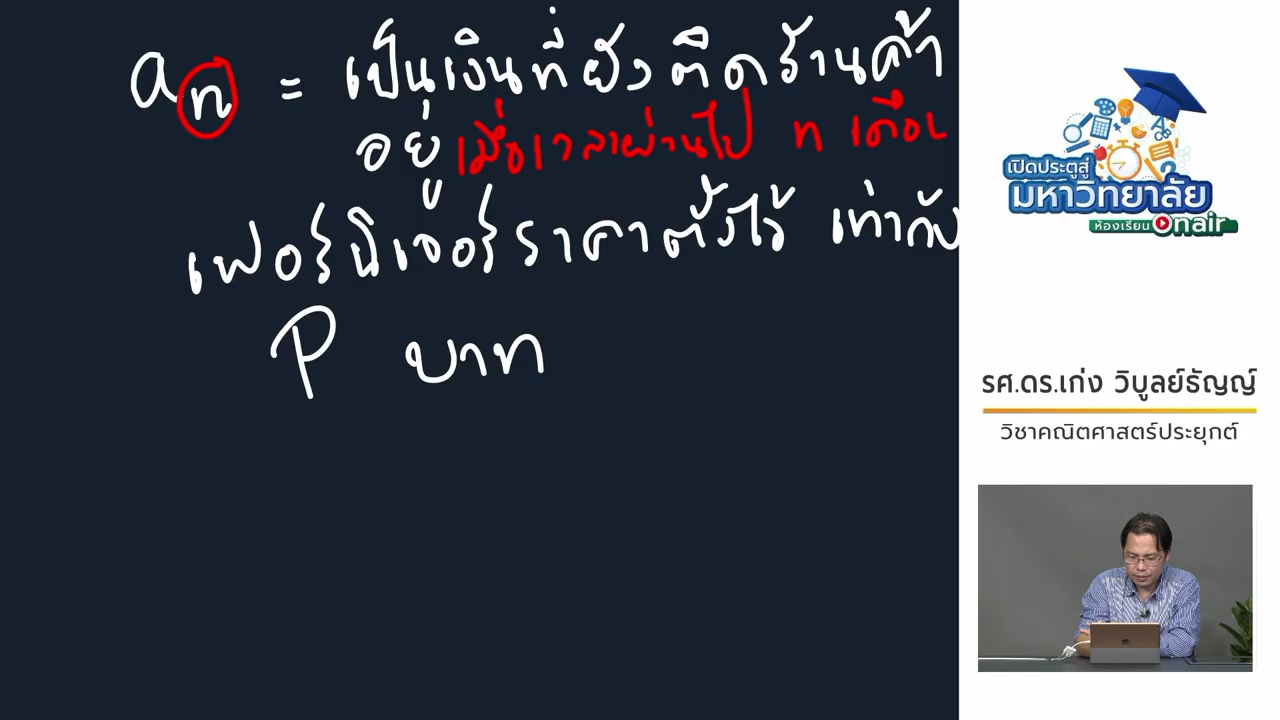 aₙ = เป็นเงินที่ยังติดร้านค้า
อยู่ เมื่อเวลาผ่านไป n เดือน
เฟอร์นิเจอร์ราคาตั้งไว้ เท่ากับ
P บาท
เปิดประตูสู่
มหาวิทยาลัย
ห้องเรียน Onair
รศ.ดร.เก่ง วิบูลย์ธัญญ์
วิชาคณิตศาสตร์ประยุกต์